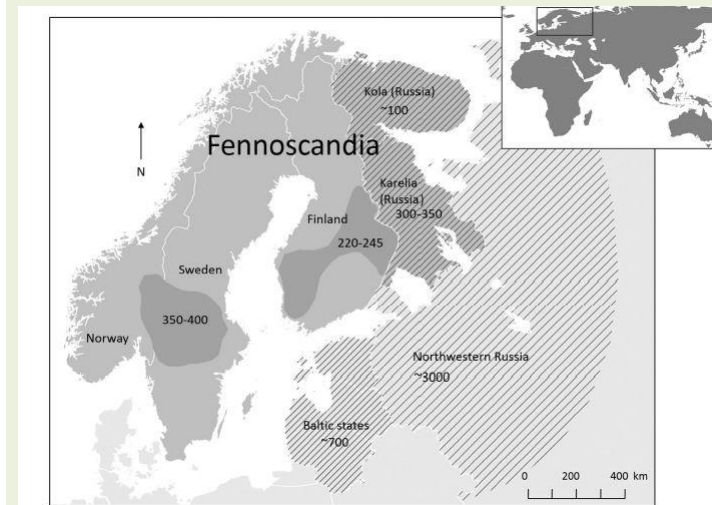 Kola (Russia)
~100
N
Fennoscandia
Karelia
(Russia)
300-350
Finland
220-245
Sweden
350-400
Norway
Northwestern Russia
~3000
Baltic states
~700
0 200 400 km